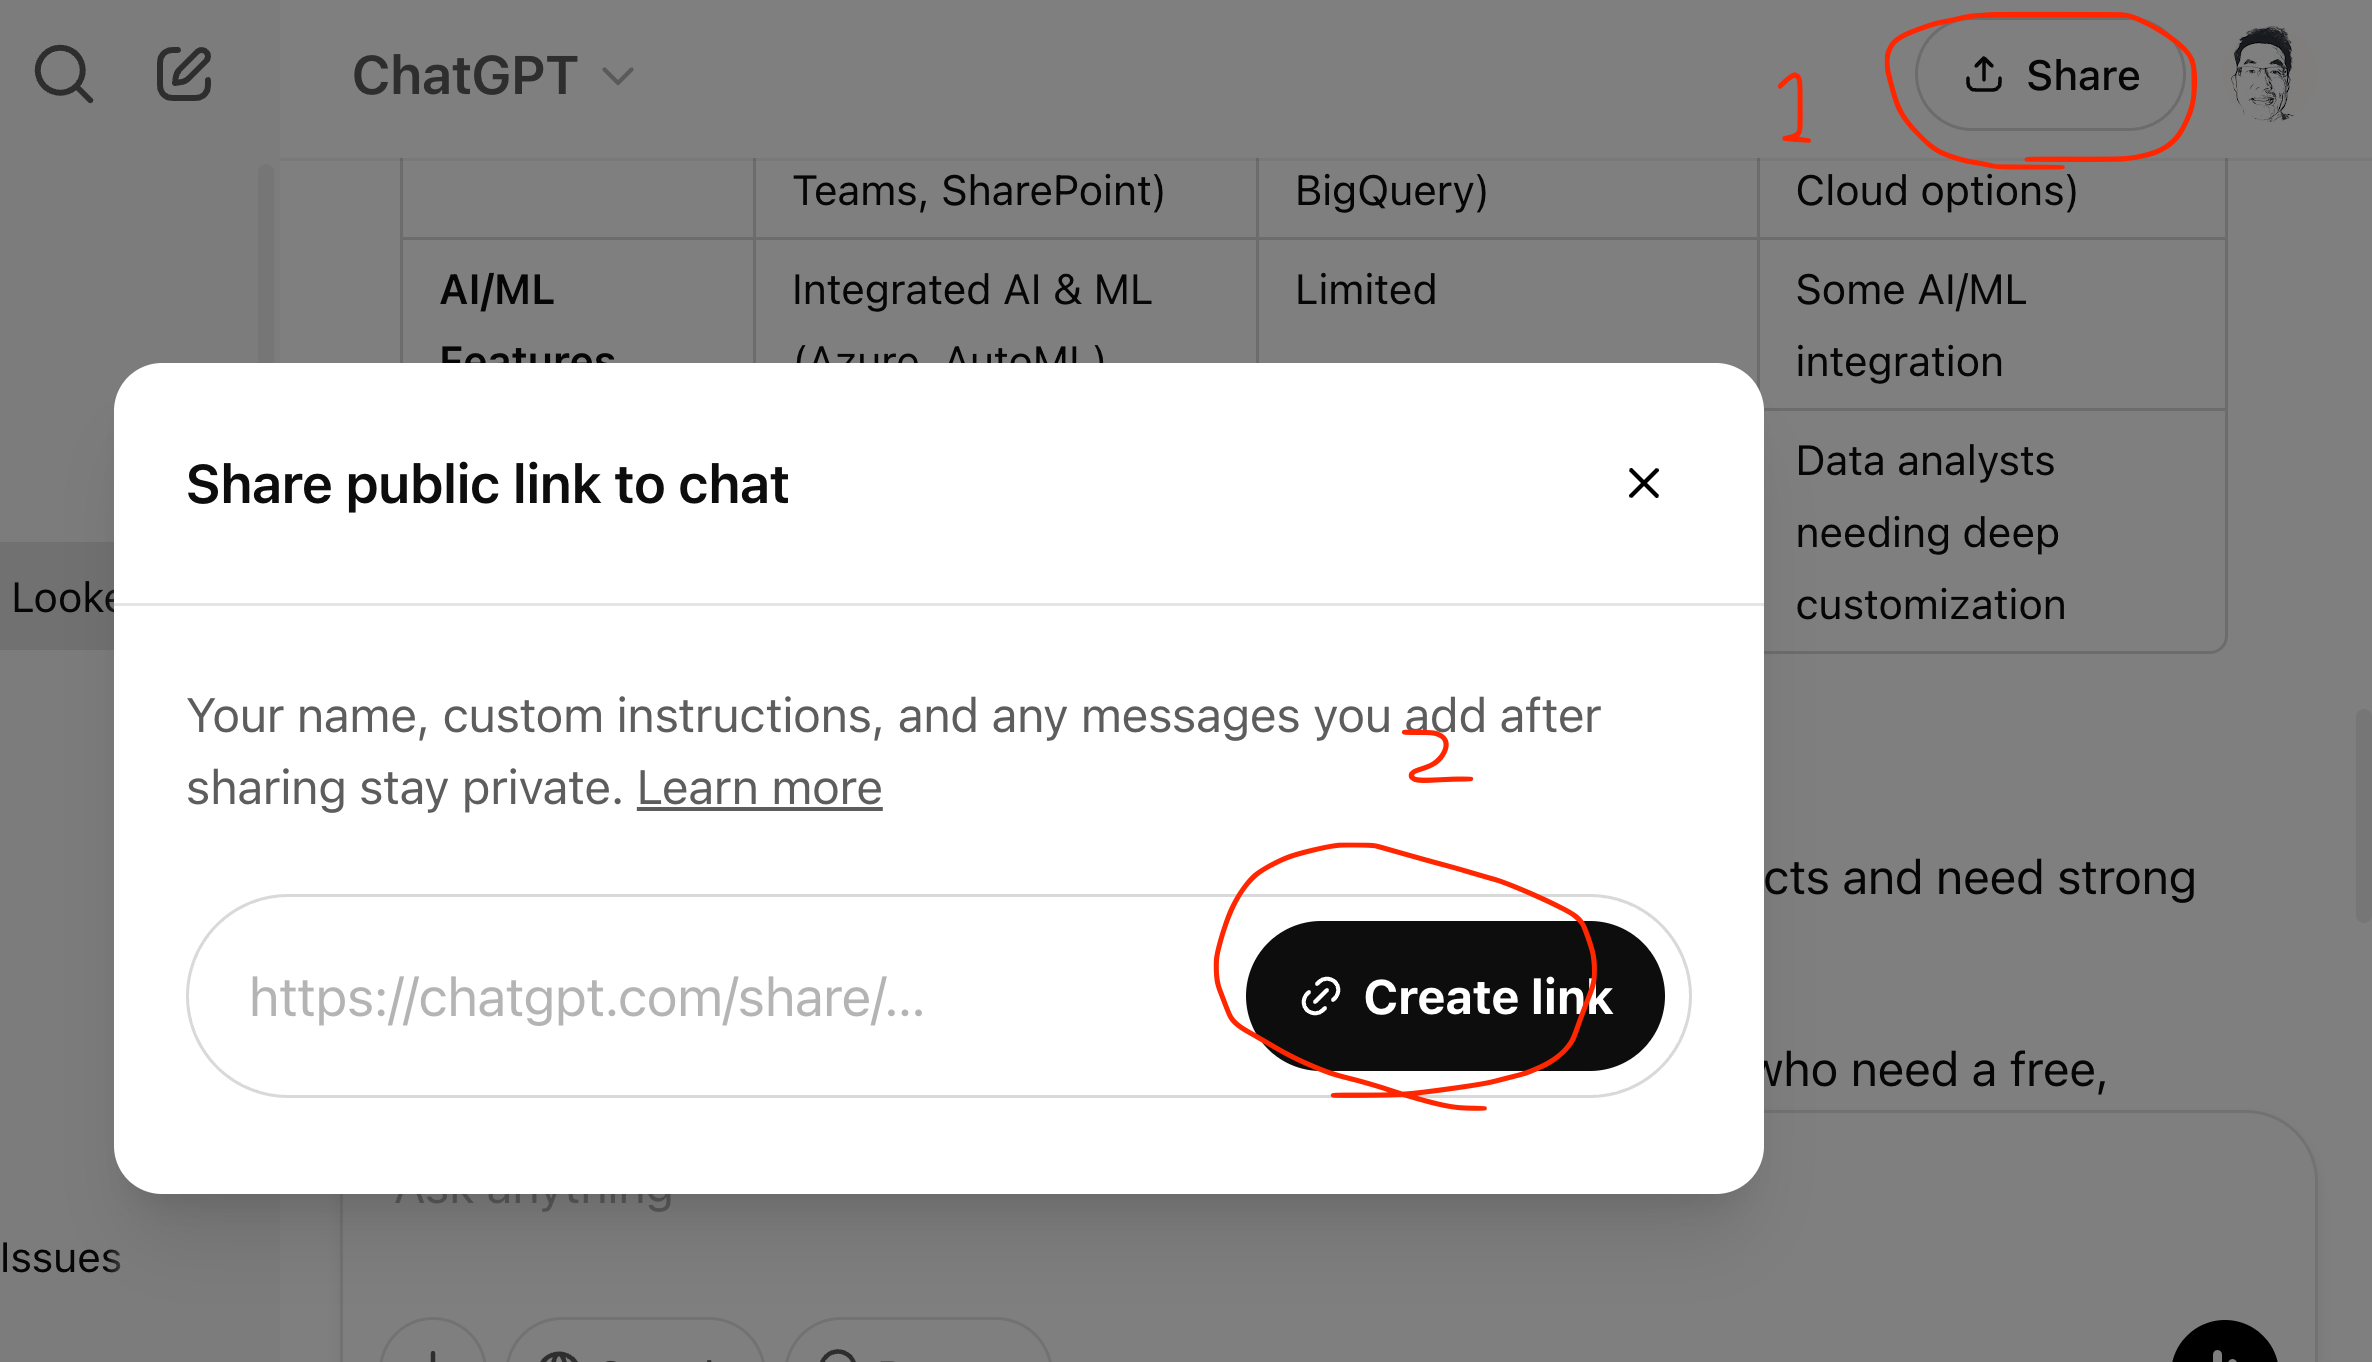 ChatGPT
1
Share
Teams, SharePoint)
BigQuery)
Cloud options)
AI/ML
Features
Integrated AI & ML
(Azure, AutoML)
Limited
Some AI/ML
integration
Data analysts
needing deep
customization
Looke
Share public link to chat
Your name, custom instructions, and any messages you add after
sharing stay private. Learn more
2
https://chatgpt.com/share/...
Create link
cts and need strong
who need a free,
Ask anything
Issues